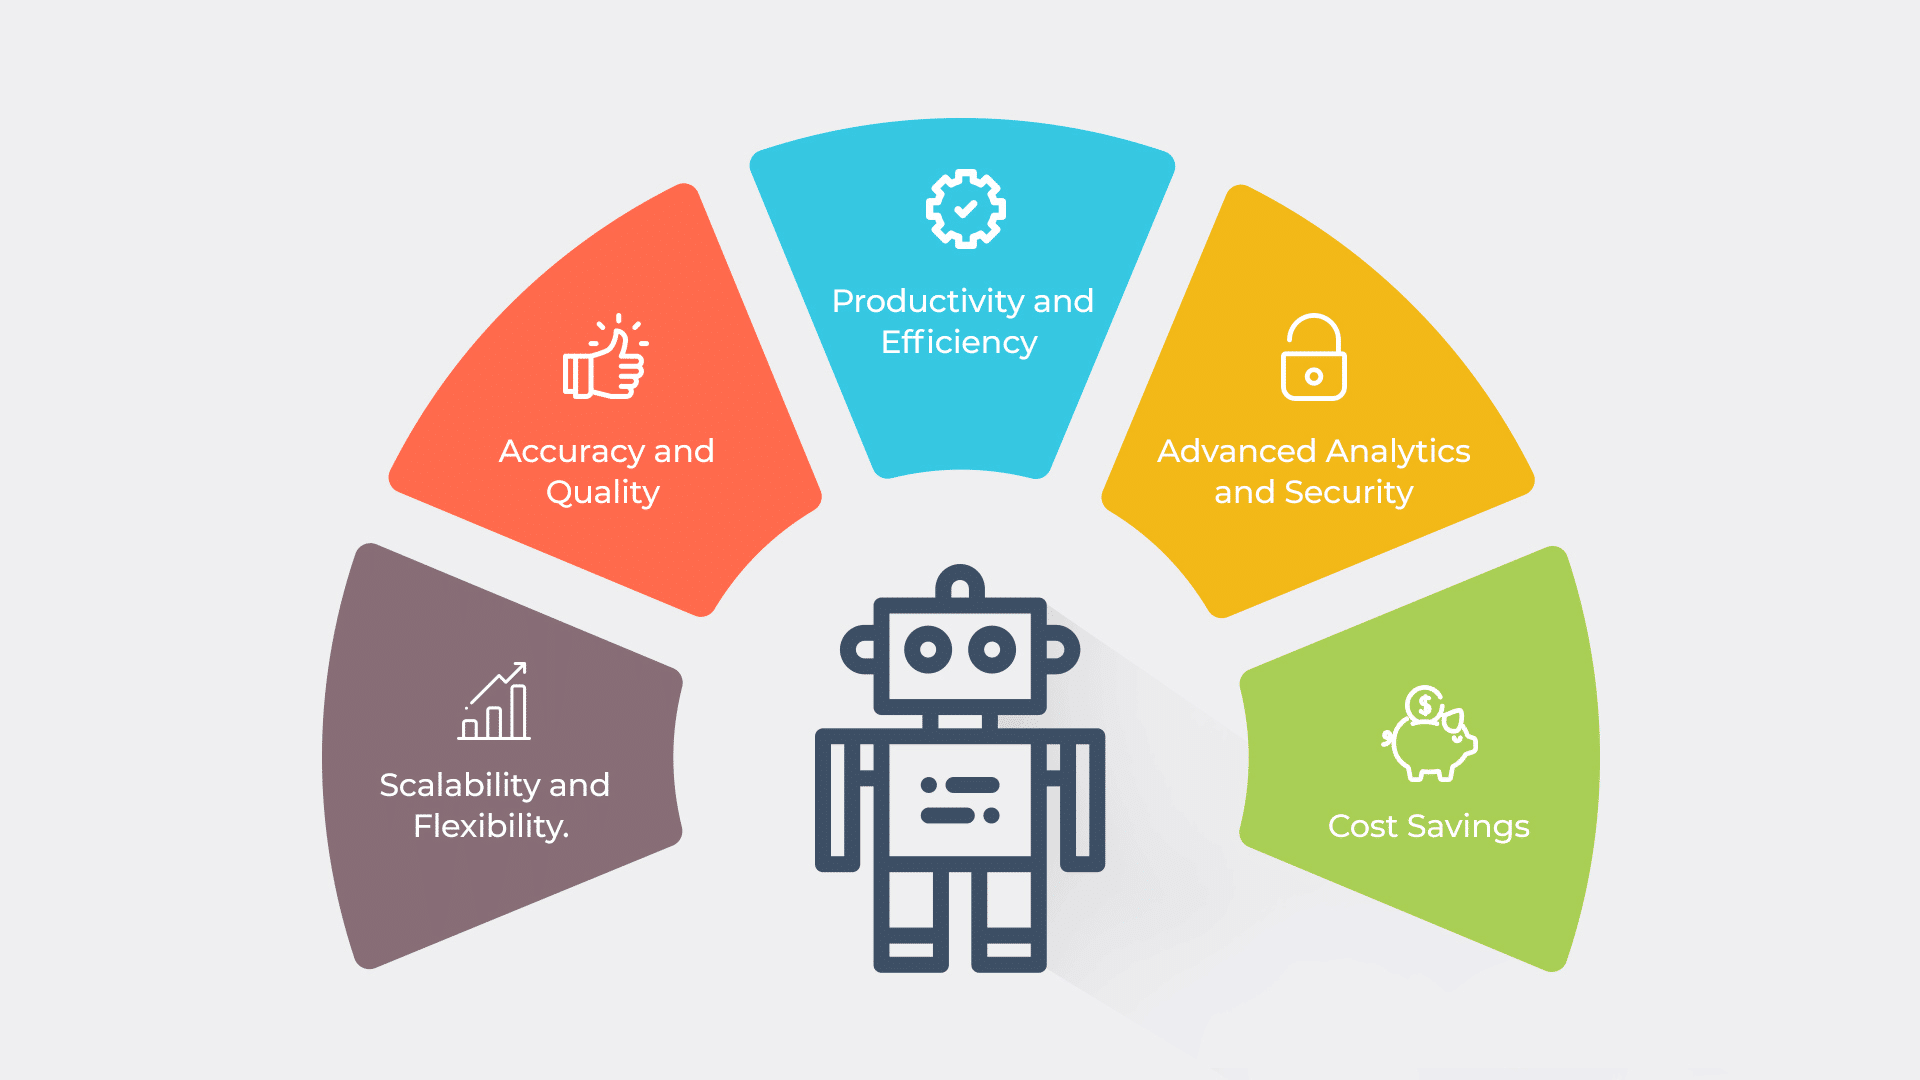 Productivity and
Efficiency
Accuracy and
Quality
Advanced Analytics
and Security
Scalability and
Flexibility.
$
Cost Savings